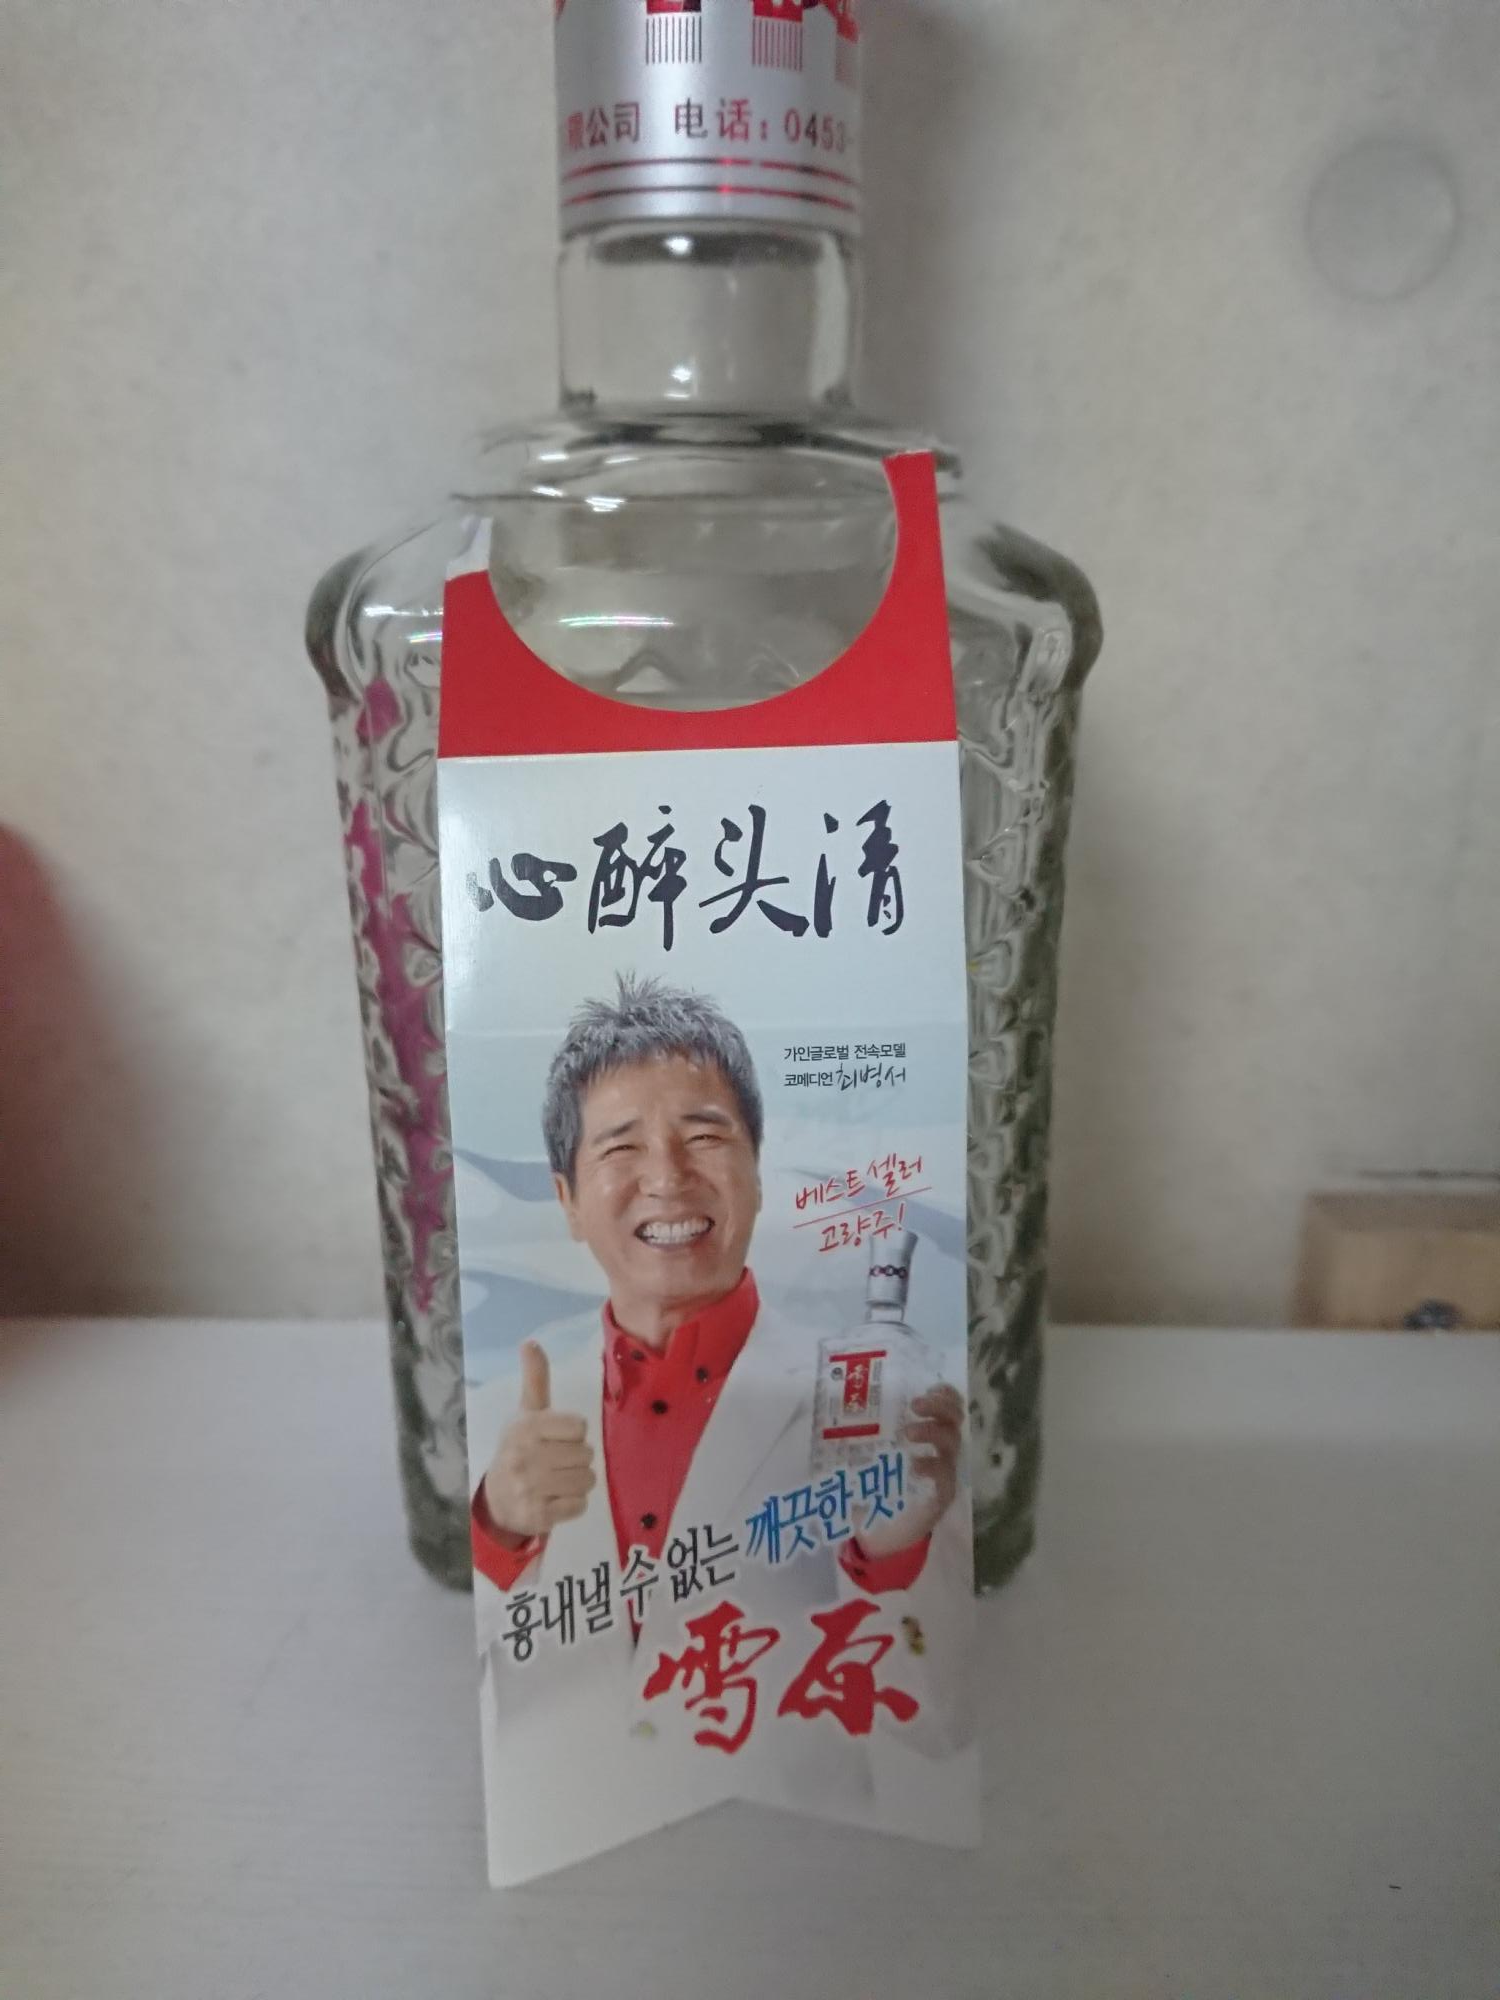 限公司 电话：0453-
心醉头清
가인글로벌 전속모델
코메디언 최병서
베스트셀러
고량주!
雪原
흉내낼 수 없는 깨끗한 맛!
雪原